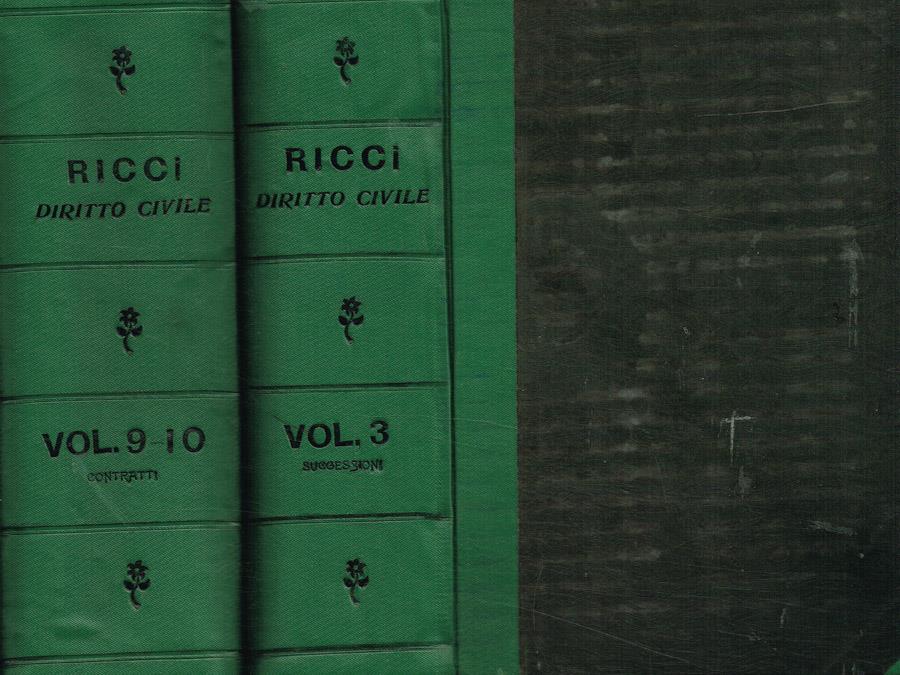 RICCi
DIRITTO CIVILE
VOL. 9-10
CONTRATTI
RICCi
DIRITTO CIVILE
VOL. 3
SUCCESSIONI